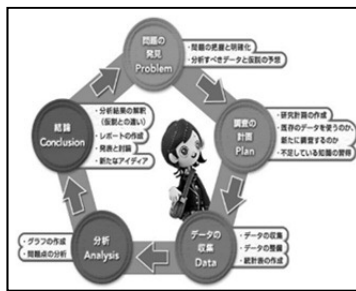 問題の
発見
Problem
・問題の把握と明確化
・分析すべきデータと仮説の予想
調査の
計画
Plan
・研究計画の作成
・既存のデータを使うのか、
新たに調査するのか
・不足している知識の習得
データの
収集
Data
・データの収集
・データの整備
・統計表の作成
分析
Analysis
・グラフの作成
・問題点の分析
結論
Conclusion
・分析結果の解釈
(仮説との違い)
・レポートの作成
・発表と討論
・新たなアイディア